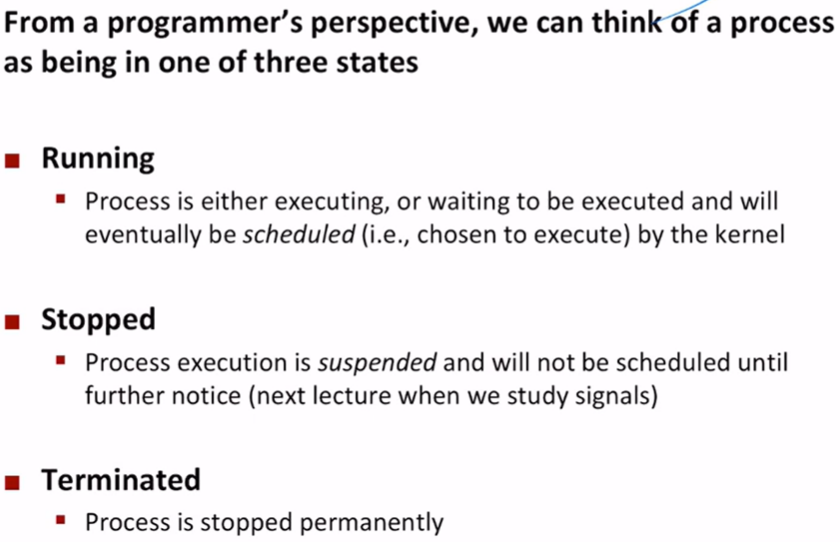 From a programmer’s perspective, we can think of a process
as being in one of three states
Running
Process is either executing, or waiting to be executed and will
eventually be scheduled (i.e., chosen to execute) by the kernel
Stopped
Process execution is suspended and will not be scheduled until
further notice (next lecture when we study signals)
Terminated
Process is stopped permanently